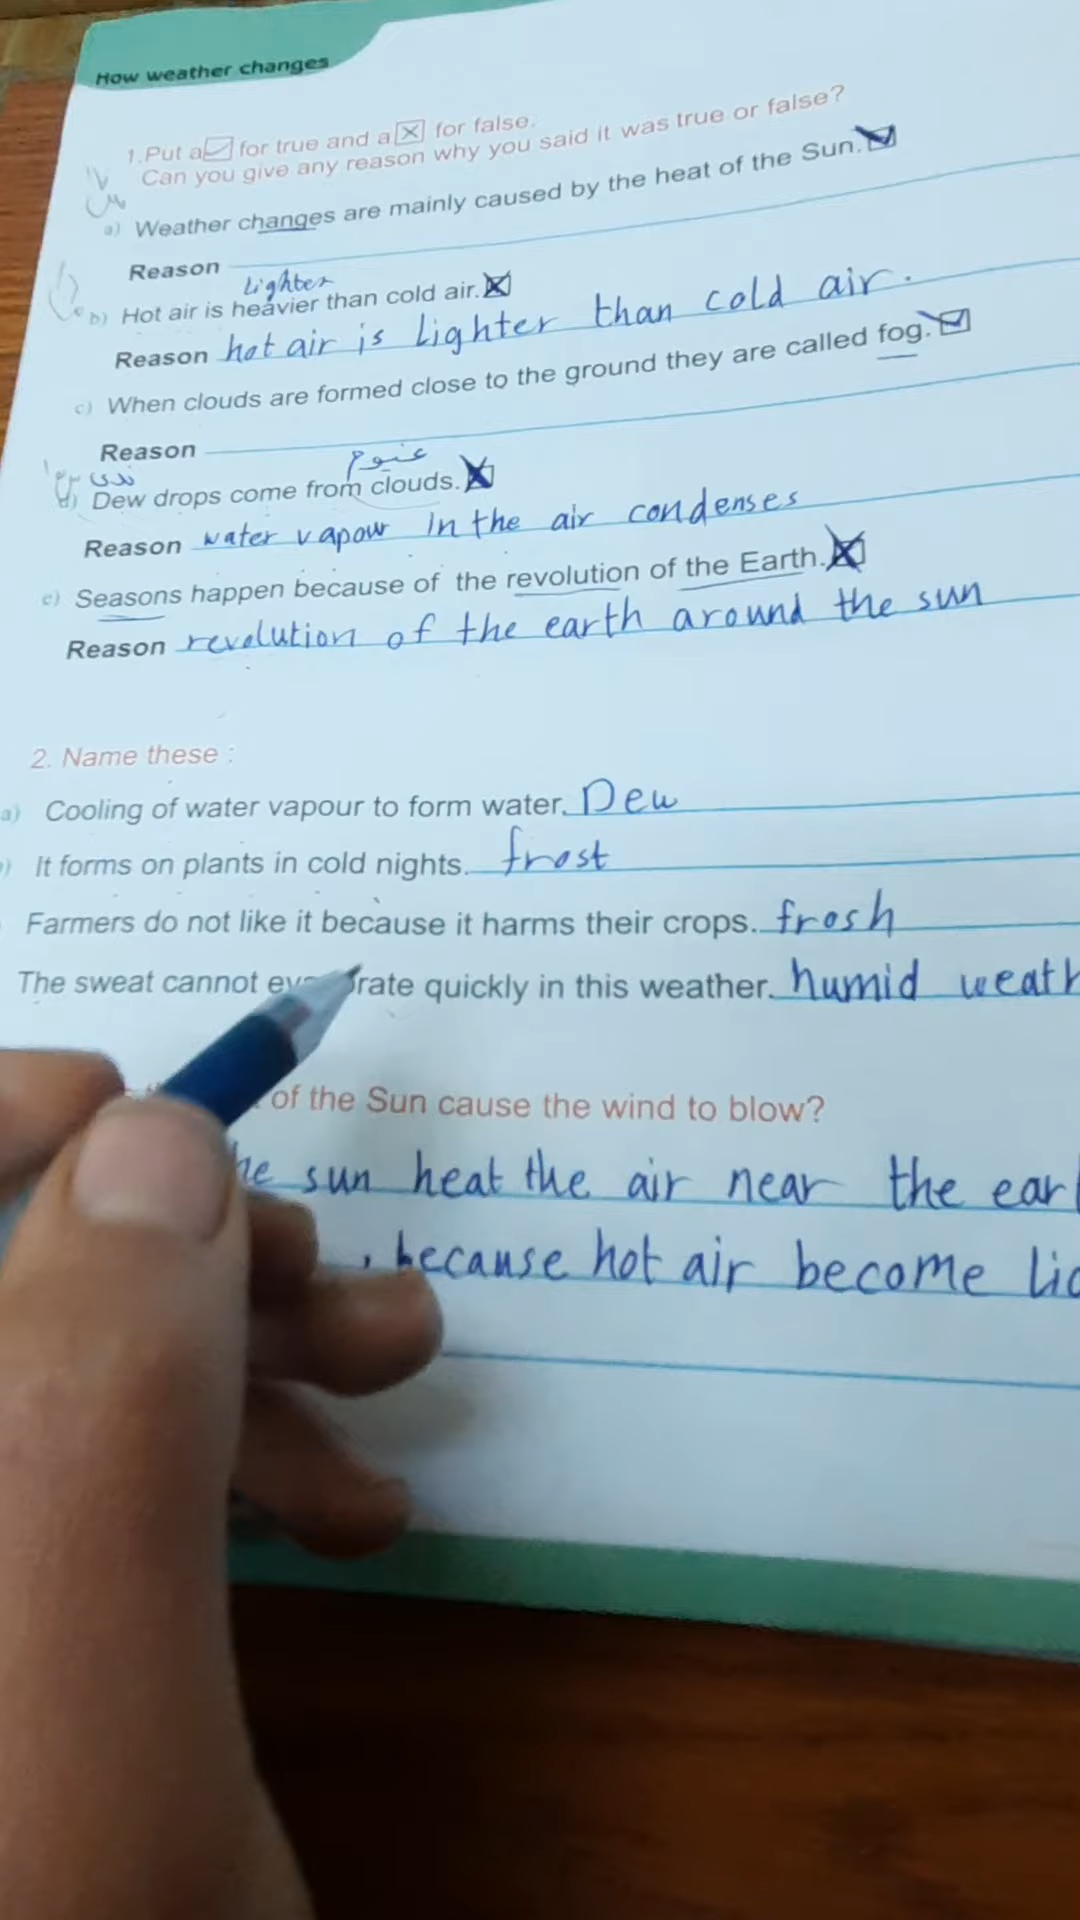 How weather changes
1. Put a ☑ for true and a ☒ for false.
Can you give any reason why you said it was true or false?
a) Weather changes are mainly caused by the heat of the Sun. ☑
Reason
Lighter
b) Hot air is heavier than cold air. ☒
Reason hot air is Lighter than cold air.
c) When clouds are formed close to the ground they are called fog. ☑
Reason
ندى
d) Dew drops come from clouds. ☒
Reason water vapour in the air condenses
e) Seasons happen because of the revolution of the Earth. ☒
Reason revolution of the earth around the sun
2. Name these :
a) Cooling of water vapour to form water. Dew
It forms on plants in cold nights. frost
Farmers do not like it because it harms their crops. frosh
The sweat cannot quickly in this weather. humid weath
of the Sun cause the wind to blow?
he sun heat the air near the ear
, because hot air become